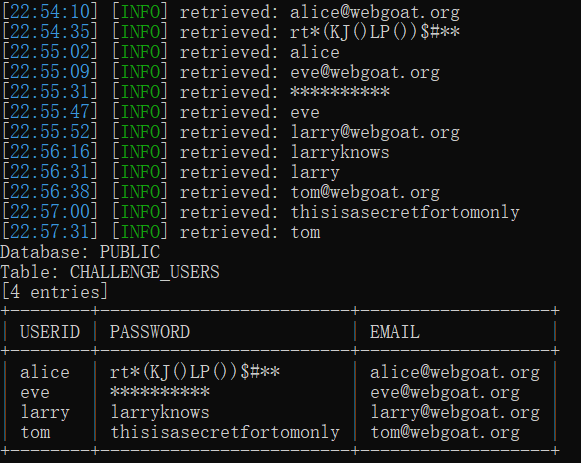 [22:54:10] [INFO] retrieved: alice@webgoat.org
[22:54:35] [INFO] retrieved: rt*(KJ()LP())$#**
[22:55:02] [INFO] retrieved: alice
[22:55:09] [INFO] retrieved: eve@webgoat.org
[22:55:31] [INFO] retrieved: **********
[22:55:47] [INFO] retrieved: eve
[22:55:52] [INFO] retrieved: larry@webgoat.org
[22:56:16] [INFO] retrieved: larryknows
[22:56:31] [INFO] retrieved: larry
[22:56:38] [INFO] retrieved: tom@webgoat.org
[22:57:00] [INFO] retrieved: thisisasecretfortomonly
[22:57:31] [INFO] retrieved: tom
Database: PUBLIC
Table: CHALLENGE_USERS
[4 entries]
+--------+-------------------------+-------------------+
| USERID | PASSWORD                | EMAIL             |
+--------+-------------------------+-------------------+
| alice  | rt*(KJ()LP())$#**       | alice@webgoat.org |
| eve    | **********              | eve@webgoat.org   |
| larry  | larryknows              | larry@webgoat.org |
| tom    | thisisasecretfortomonly | tom@webgoat.org   |
+--------+-------------------------+-------------------+